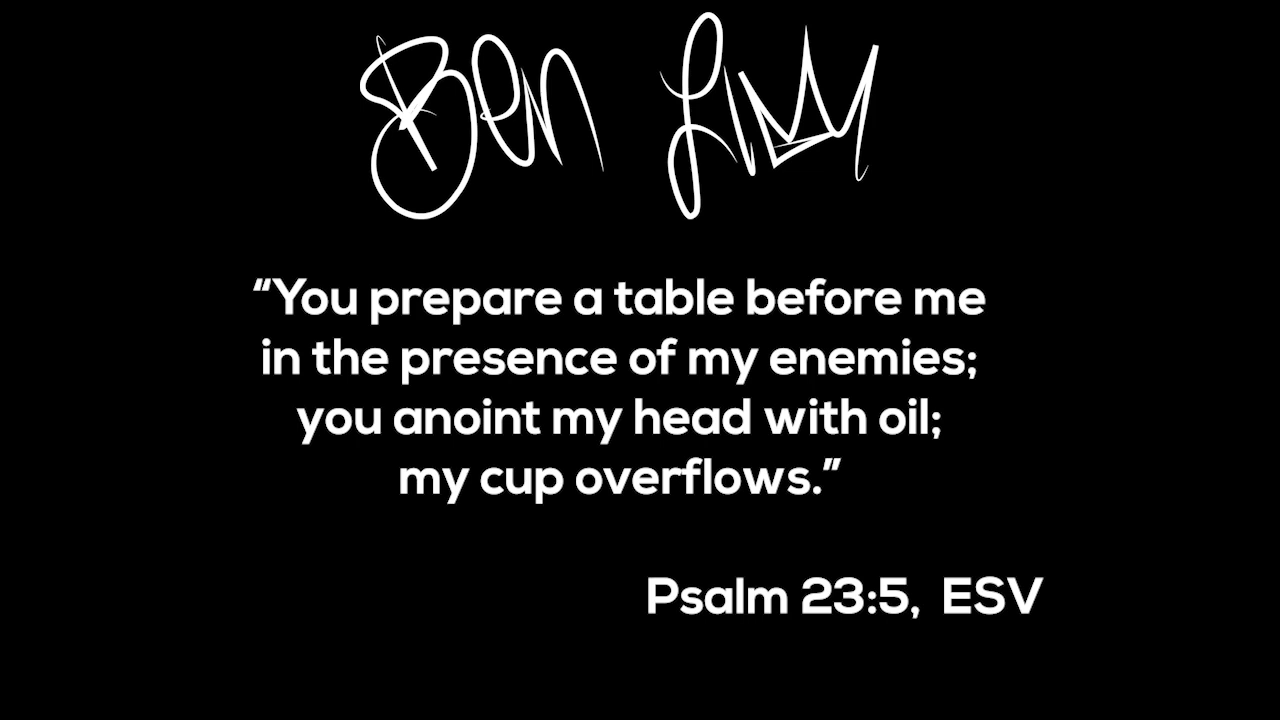 Ben
“You prepare a table before me
in the presence of my enemies;
you anoint my head with oil;
my cup overflows.”
Psalm 23:5, ESV